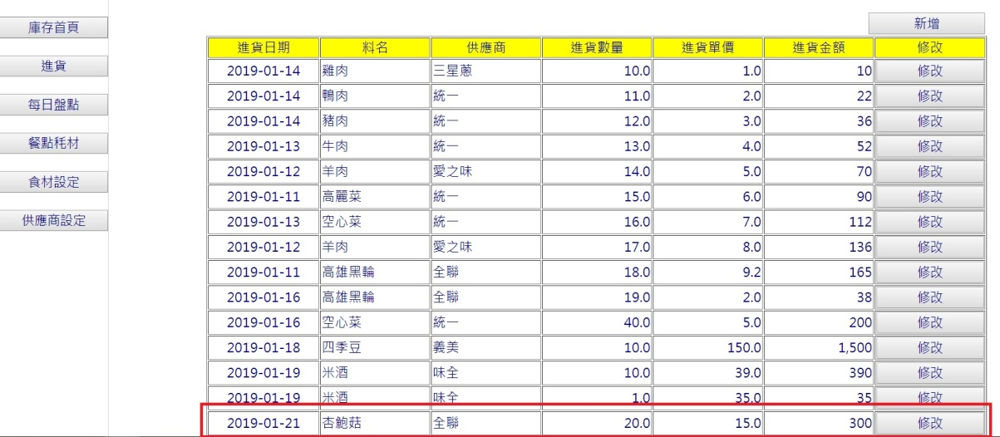 庫存首頁
進貨
每日盤點
餐點秏材
食材設定
供應商設定
新增
進貨日期 料名 供應商 進貨數量 進貨單價 進貨金額 修改
2019-01-14 雞肉 三星蔥 10.0 1.0 10 修改
2019-01-14 鴨肉 統一 11.0 2.0 22 修改
2019-01-14 豬肉 統一 12.0 3.0 36 修改
2019-01-13 牛肉 統一 13.0 4.0 52 修改
2019-01-12 羊肉 愛之味 14.0 5.0 70 修改
2019-01-11 高麗菜 統一 15.0 6.0 90 修改
2019-01-13 空心菜 統一 16.0 7.0 112 修改
2019-01-12 羊肉 愛之味 17.0 8.0 136 修改
2019-01-11 高雄黑輪 全聯 18.0 9.2 165 修改
2019-01-16 高雄黑輪 全聯 19.0 2.0 38 修改
2019-01-16 空心菜 統一 40.0 5.0 200 修改
2019-01-18 四季豆 義美 10.0 150.0 1,500 修改
2019-01-19 米酒 味全 10.0 39.0 390 修改
2019-01-19 米酒 味全 1.0 35.0 35 修改
2019-01-21 杏鮑菇 全聯 20.0 15.0 300 修改